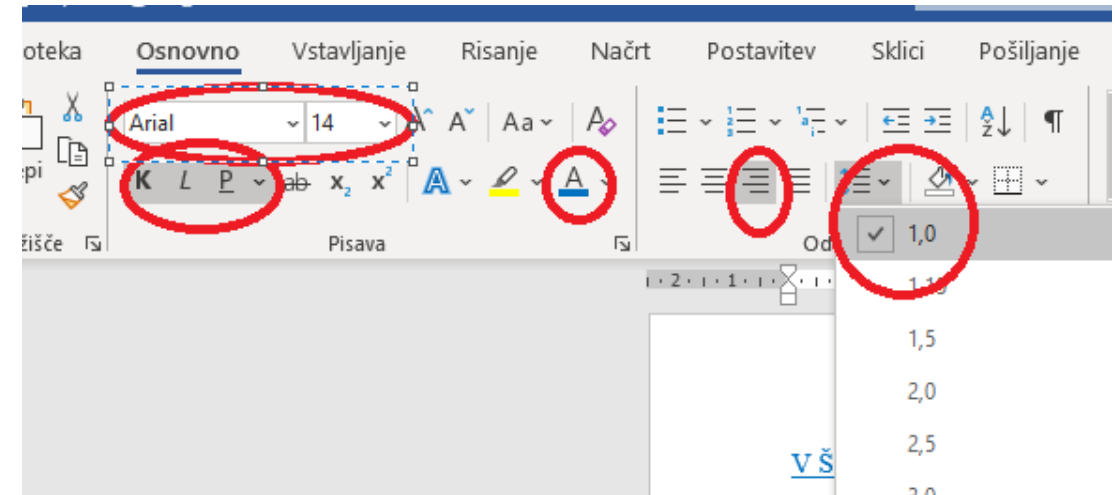 oteka Osnovno Vstavljanje Risanje Načrt Postavitev Sklici Pošiljanje
Arial 14 A A Aa A
epi K L P ab x₂ x² A A
žišče Pisava Od
2 1
1,0
1,5
2,0
2,5
V Š